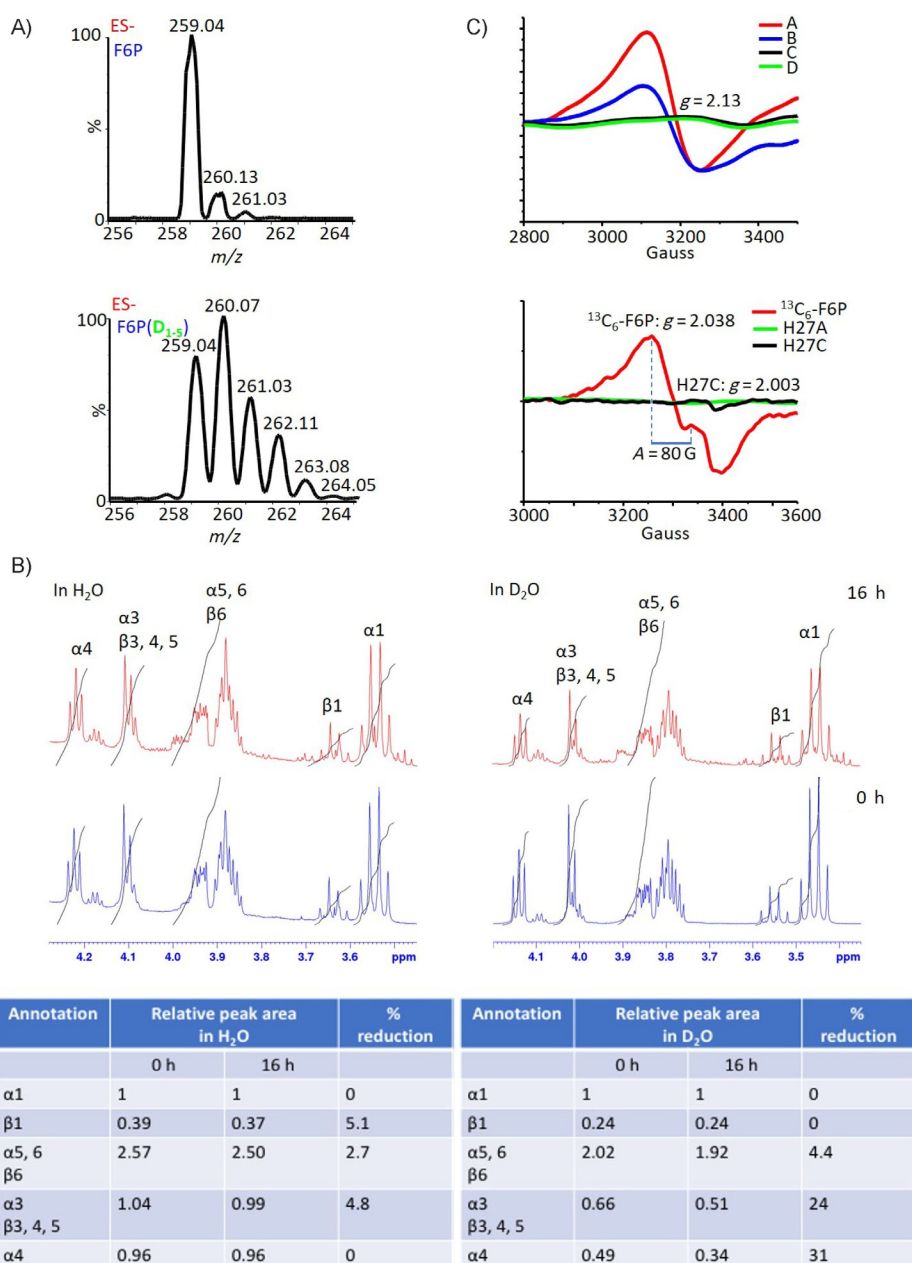 A)
ES-
F6P
259.04
100
%
260.13
261.03
0
256 258 260 262 264
m/z
ES-
F6P(D1-5)
260.07
100
259.04
261.03
%
262.11
263.08
264.05
0
256 258 260 262 264
m/z
C)
A
B
C
D
g = 2.13
2800 3000 3200 3400
Gauss
¹³C₆-F6P
H27A
H27C
¹³C₆-F6P: g = 2.038
H27C: g = 2.003
A = 80 G
3000 3200 3400 3600
Gauss
B)
In H₂O
α4
α3
β3, 4, 5
α5, 6
β6
β1
α1
4.2 4.1 4.0 3.9 3.8 3.7 3.6 ppm
In D₂O
16 h
α4
α3
β3, 4, 5
α5, 6
β6
β1
α1
0 h
4.1 4.0 3.9 3.8 3.7 3.6 3.5 ppm
Annotation Relative peak area in H₂O % reduction
0 h 16 h
α1 1 1 0
β1 0.39 0.37 5.1
α5, 6 β6 2.57 2.50 2.7
α3 β3, 4, 5 1.04 0.99 4.8
α4 0.96 0.96 0
Annotation Relative peak area in D₂O % reduction
0 h 16 h
α1 1 1 0
β1 0.24 0.24 0
α5, 6 β6 2.02 1.92 4.4
α3 β3, 4, 5 0.66 0.51 24
α4 0.49 0.34 31